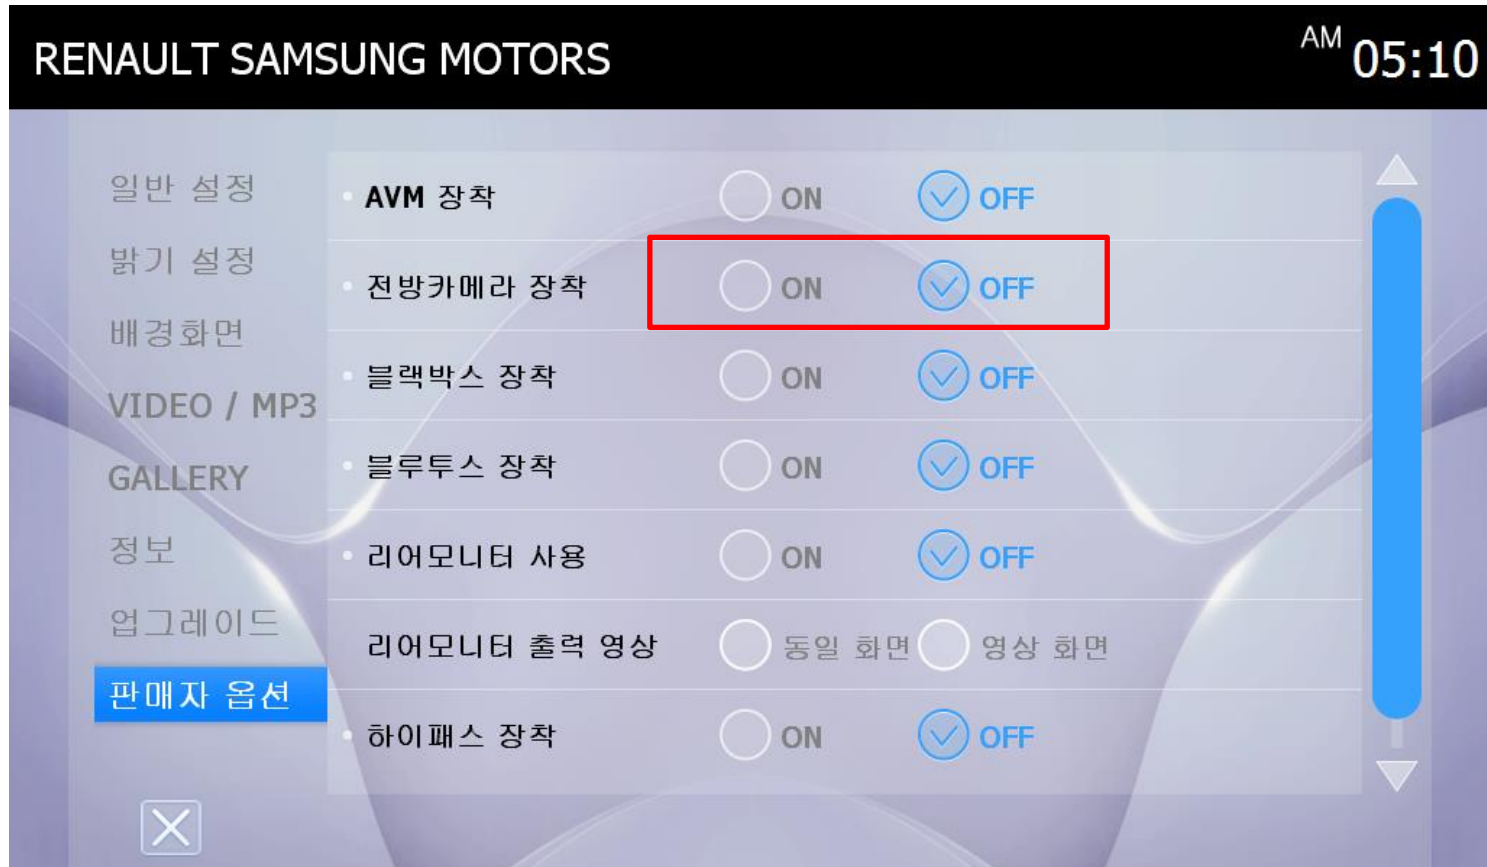 RENAULT SAMSUNG MOTORS
AM 05:10
일반 설정
밝기 설정
배경화면
VIDEO / MP3
GALLERY
정보
업그레이드
판매자 옵션
AVM 장착 ON OFF
전방카메라 장착 ON OFF
블랙박스 장착 ON OFF
블루투스 장착 ON OFF
리어모니터 사용 ON OFF
리어모니터 출력 영상 동일 화면 영상 화면
하이패스 장착 ON OFF